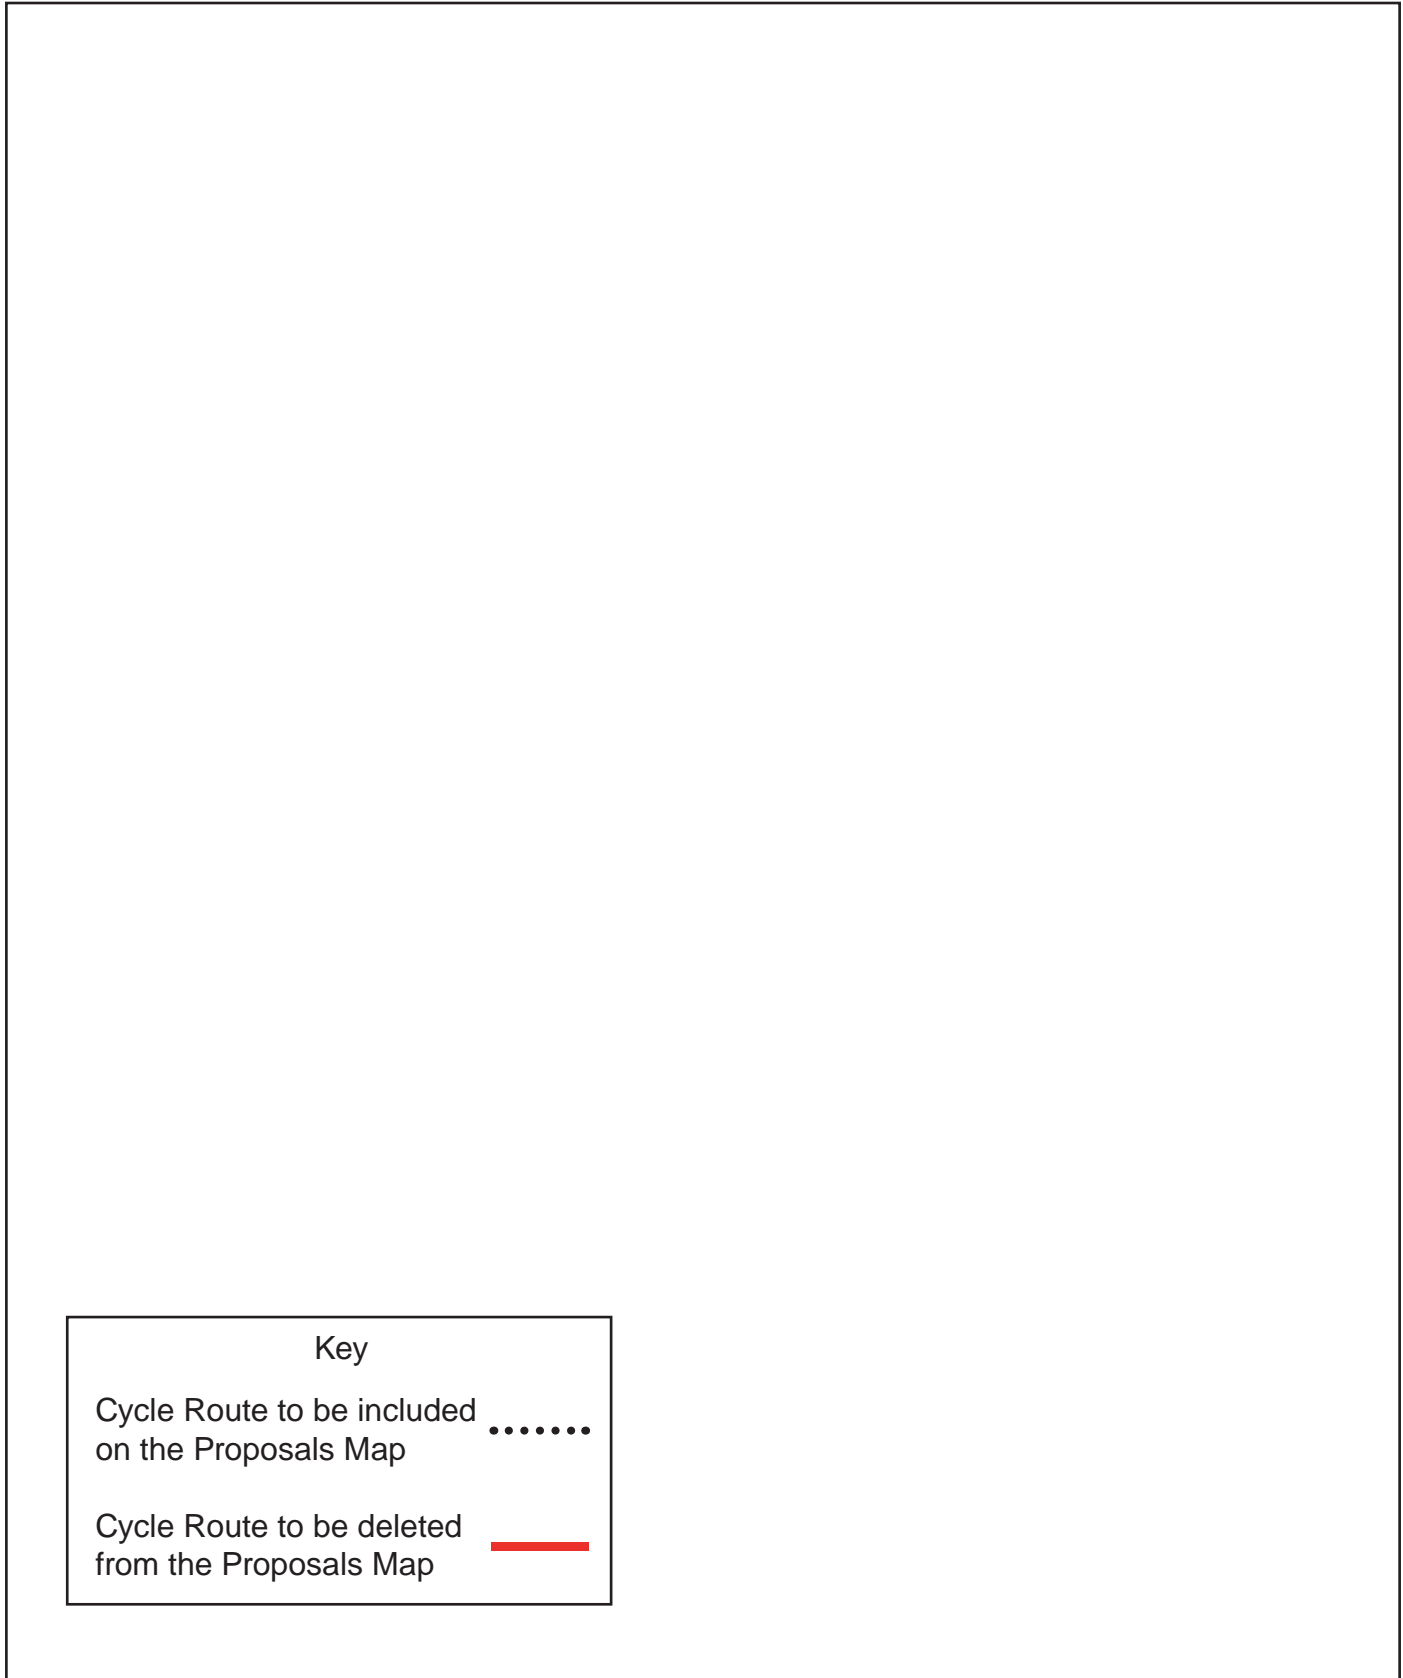 Key
Cycle Route to be included
on the Proposals Map
Cycle Route to be deleted
from the Proposals Map